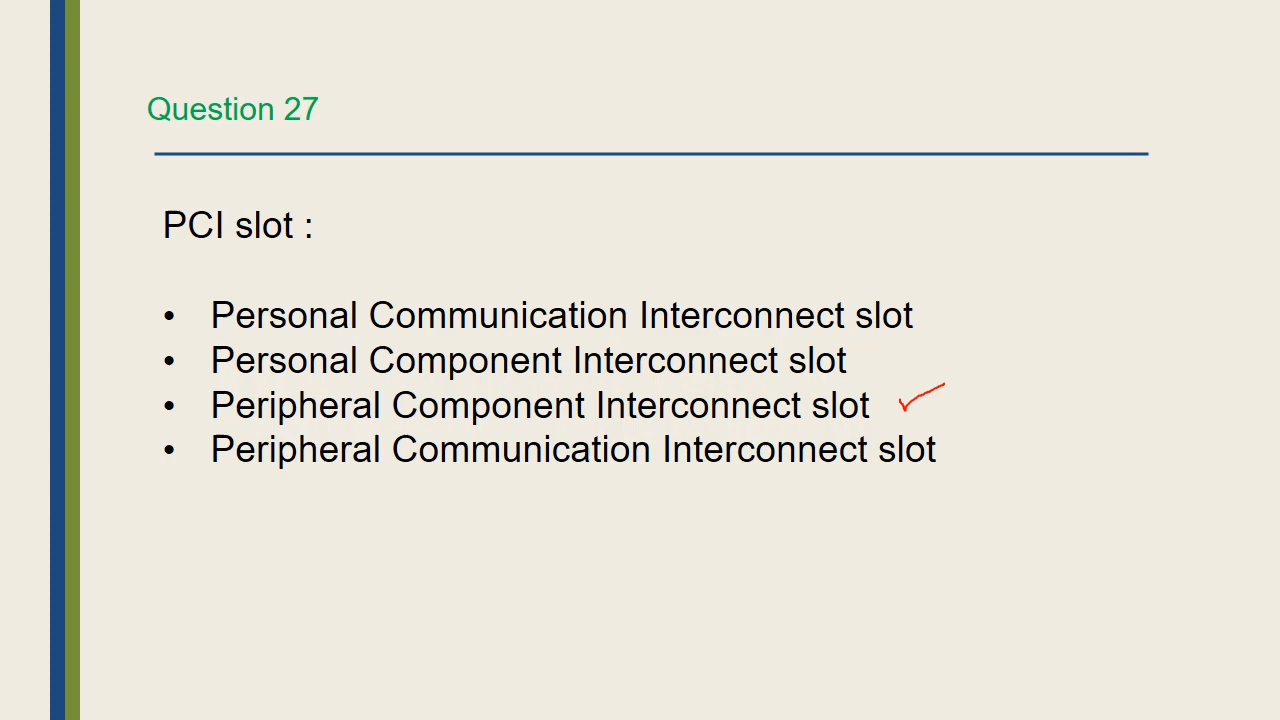 Question 27
PCI slot :
• Personal Communication Interconnect slot
• Personal Component Interconnect slot
• Peripheral Component Interconnect slot
• Peripheral Communication Interconnect slot